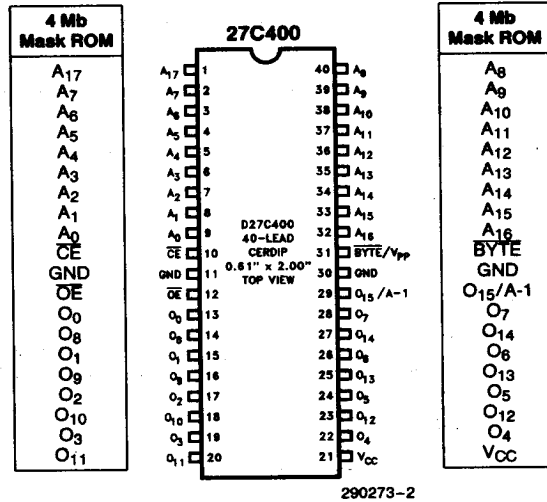 4 Mb
Mask ROM
A17
A7
A6
A5
A4
A3
A2
A1
A0
CE
GND
OE
O0
O8
O1
O9
O2
O10
O3
O11
27C400
A17 1
A7 2
A6 3
A5 4
A4 5
A3 6
A2 7
A1 8
A0 9
CE 10
GND 11
OE 12
O0 13
O8 14
O1 15
O9 16
O2 17
O10 18
O3 19
O11 20
D27C400
40-LEAD
CERDIP
0.61" x 2.00"
TOP VIEW
40 A8
39 A9
38 A10
37 A11
36 A12
35 A13
34 A14
33 A15
32 A16
31 BYTE/VPP
30 GND
29 O15/A-1
28 O7
27 O14
26 O6
25 O13
24 O5
23 O12
22 O4
21 VCC
290273-2
4 Mb
Mask ROM
A8
A9
A10
A11
A12
A13
A14
A15
A16
BYTE
GND
O15/A-1
O7
O14
O6
O13
O5
O12
O4
VCC